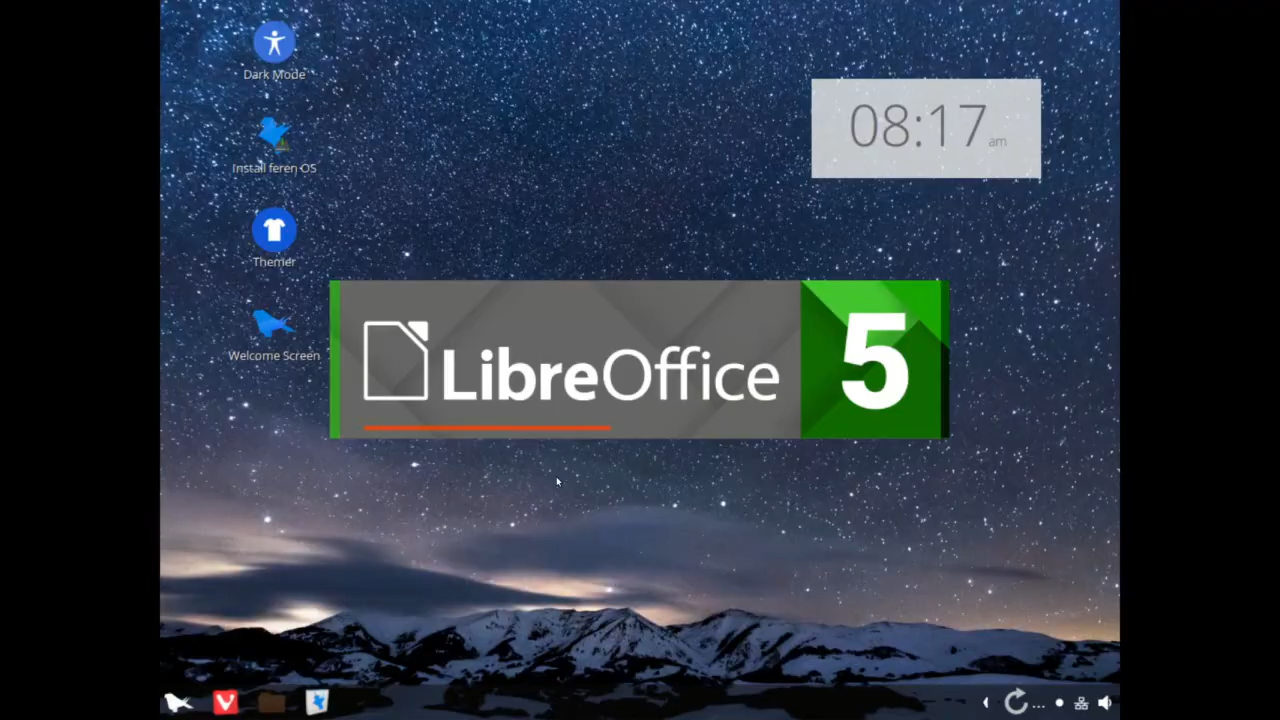 Dark Mode
08:17 am
Install feren OS
Themer
LibreOffice 5
Welcome Screen
...